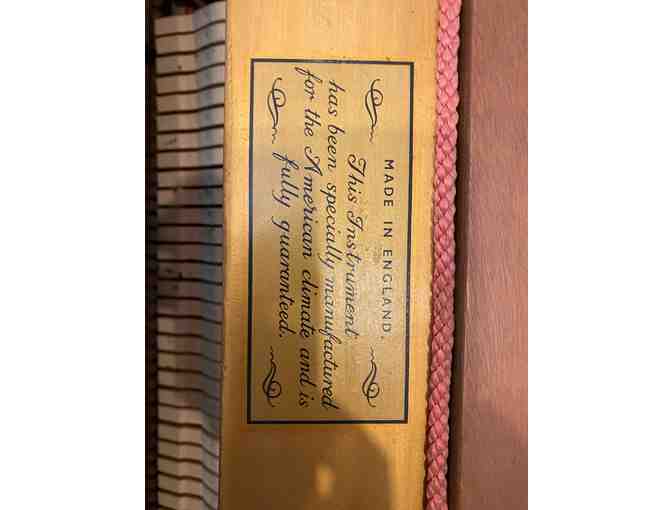 MADE IN ENGLAND.
This Instrument
has been specially manufactured
for the American climate and is
fully guaranteed.